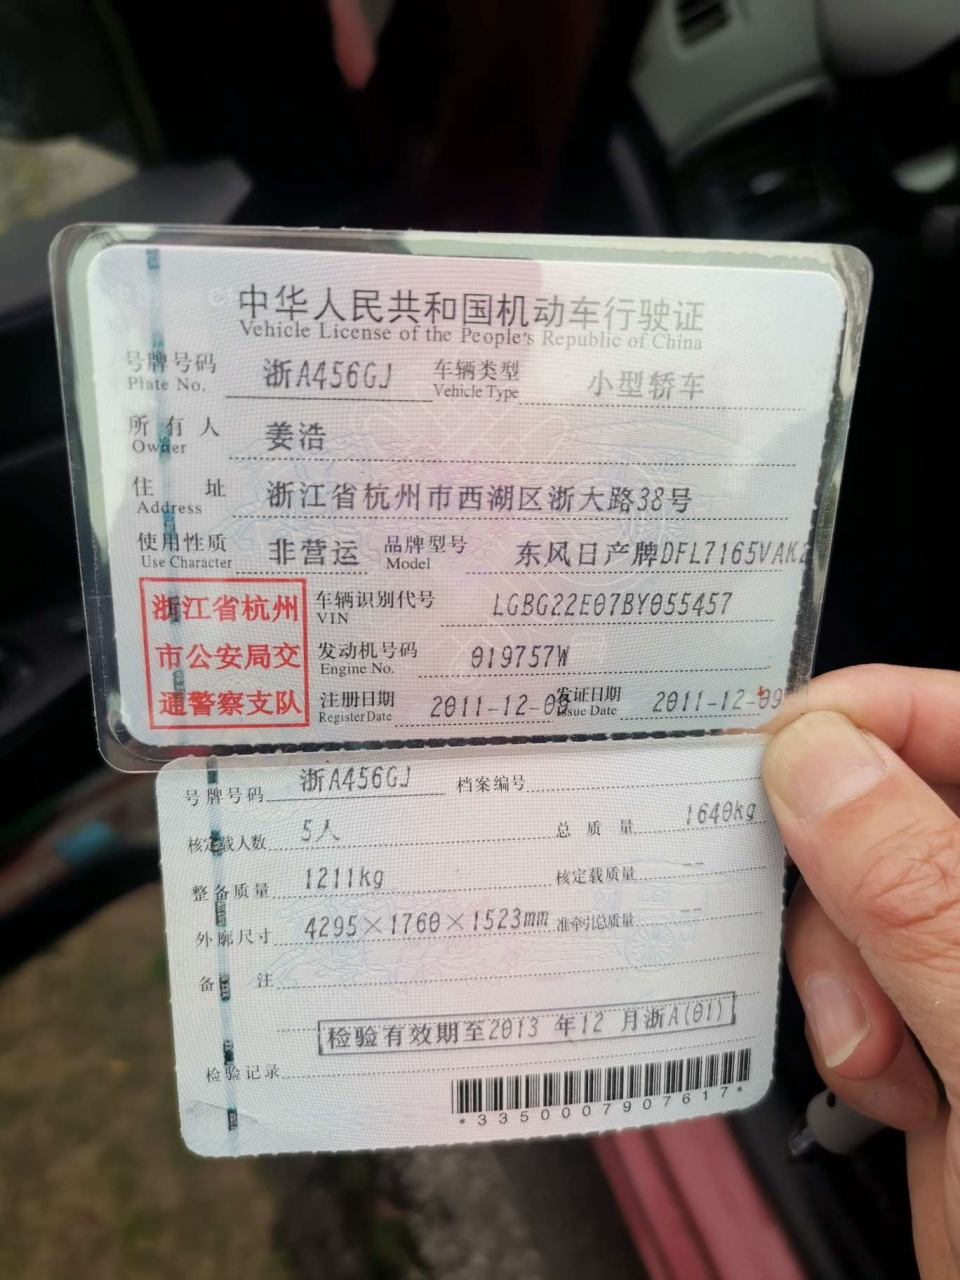 中华人民共和国机动车行驶证
Vehicle License of the People's Republic of China
号牌号码 浙A456GJ 车辆类型 小型轿车
Plate No. Vehicle Type
所有人 姜浩
Owner
住址 浙江省杭州市西湖区浙大路38号
Address
使用性质 非营运 品牌型号 东风日产牌DFL7165VAK2
Use Character Model
浙江省杭州 车辆识别代号 LGBG22E07BY055457
VIN
市公安局交 发动机号码 019757W
Engine No.
通警察支队 注册日期 2011-12-09 发证日期 2011-12-09
Register Date Issue Date
号牌号码 浙A456GJ 档案编号
核定载人数 5人 总质量 1640kg
整备质量 1211kg 核定载质量 --
外廓尺寸 4295×1760×1523mm 准牵引总质量 --
备注
检验有效期至2013年12月浙A(01)
检验记录
*3350007907617*